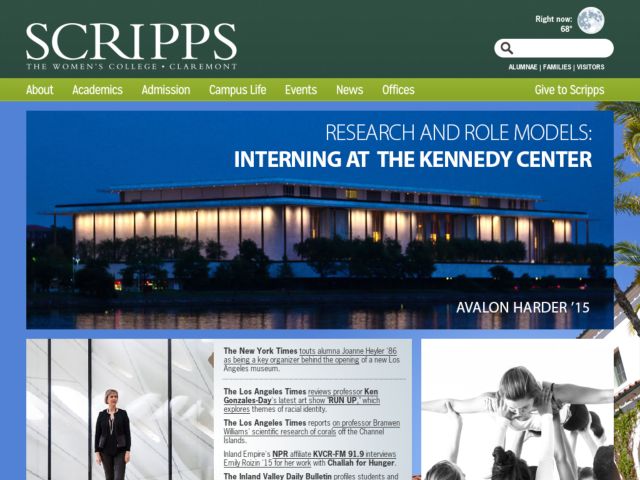 Right now:
68°
SCRIPPS
THE WOMEN'S COLLEGE • CLAREMONT
ALUMNAE | FAMILIES | VISITORS
About Academics Admission Campus Life Events News Offices Give to Scripps
RESEARCH AND ROLE MODELS:
INTERNING AT THE KENNEDY CENTER
AVALON HARDER '15
The New York Times touts alumna Joanne Heyler '86
as being a key organizer behind the opening of a new Los
Angeles museum.
The Los Angeles Times reviews professor Ken
Gonzales-Day's latest art show "RUN UP," which
explores themes of racial identity.
The Los Angeles Times reports on professor Branwen
Williams' scientific research of corals off the Channel
Islands.
Inland Empire's NPR affiliate KVCR-FM 91.9 interviews
Emily Roizin '15 for her work with Challah for Hunger.
The Inland Valley Daily Bulletin profiles students and